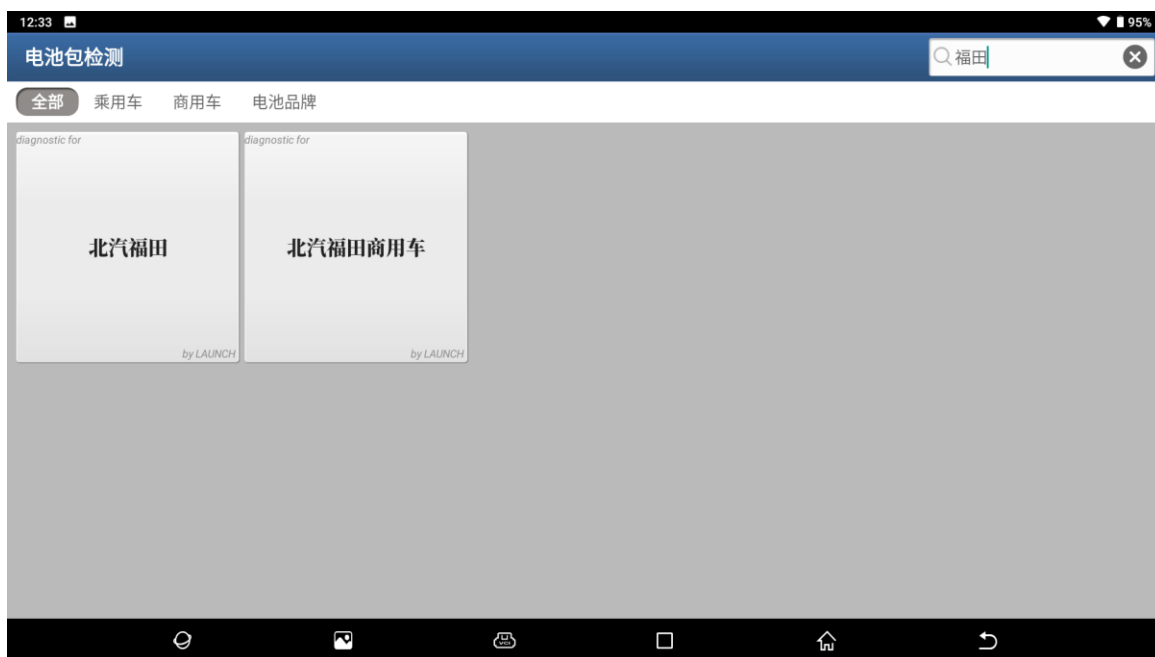 12:33 95%
电池包检测 福田
全部 乘用车 商用车 电池品牌
diagnostic for diagnostic for
北汽福田 北汽福田商用车
by LAUNCH by LAUNCH
VCI